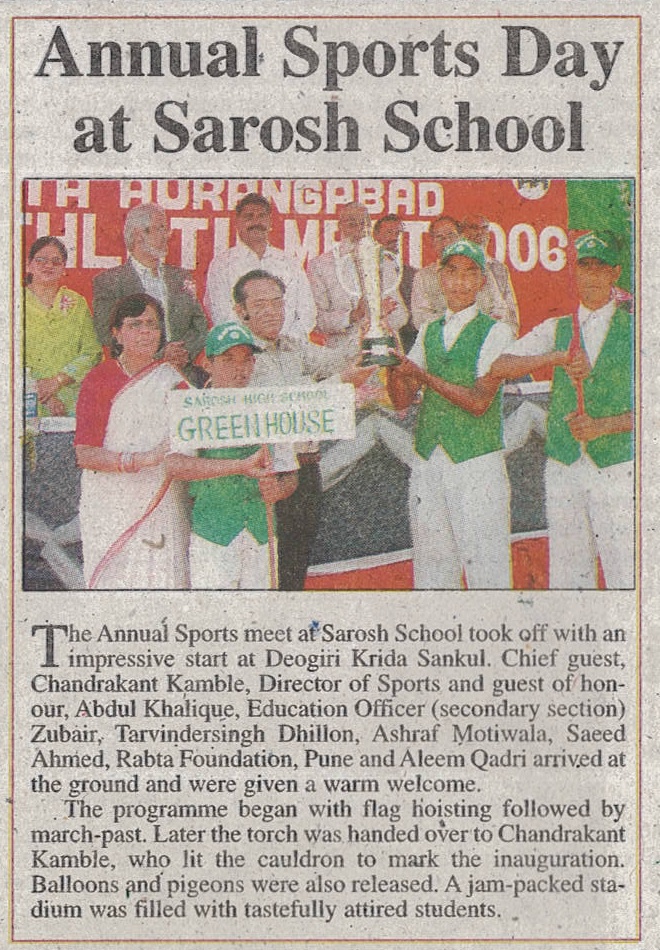 Annual Sports Day
at Sarosh School
TA AURANGABAD
THL TI M T 2006
SAROSH HIGH SCHOOL
GREEN HOUSE
The Annual Sports meet at Sarosh School took off with an
impressive start at Deogiri Krida Sankul. Chief guest,
Chandrakant Kamble, Director of Sports and guest of hon-
our, Abdul Khalique, Education Officer (secondary section)
Zubair, Tarvindersingh Dhillon, Ashraf Motiwala, Saeed
Ahmed, Rabta Foundation, Pune and Aleem Qadri arrived at
the ground and were given a warm welcome.
The programme began with flag hoisting followed by
march-past. Later the torch was handed over to Chandrakant
Kamble, who lit the cauldron to mark the inauguration.
Balloons and pigeons were also released. A jam-packed sta-
dium was filled with tastefully attired students.